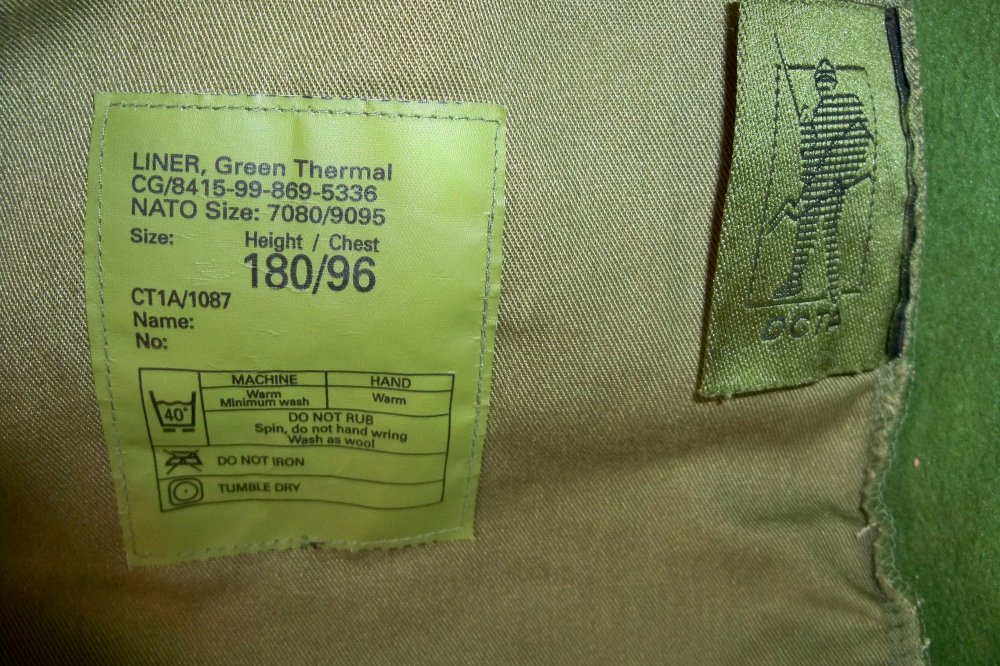 LINER, Green Thermal
CG/8415-99-869-5336
NATO Size: 7080/9095
Size: Height / Chest
180/96
CT1A/1087
Name:
No:
MACHINE HAND
Warm Warm
Minimum wash
40°
DO NOT RUB
Spin, do not hand wring
Wash as wool
DO NOT IRON
TUMBLE DRY